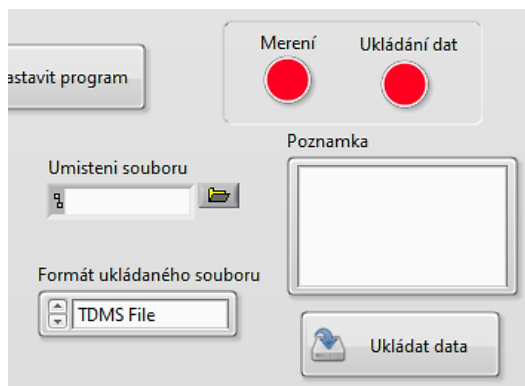 Merení
Ukládání dat
astavit program
Poznamka
Umisteni souboru
Formát ukládaného souboru
TDMS File
Ukládat data